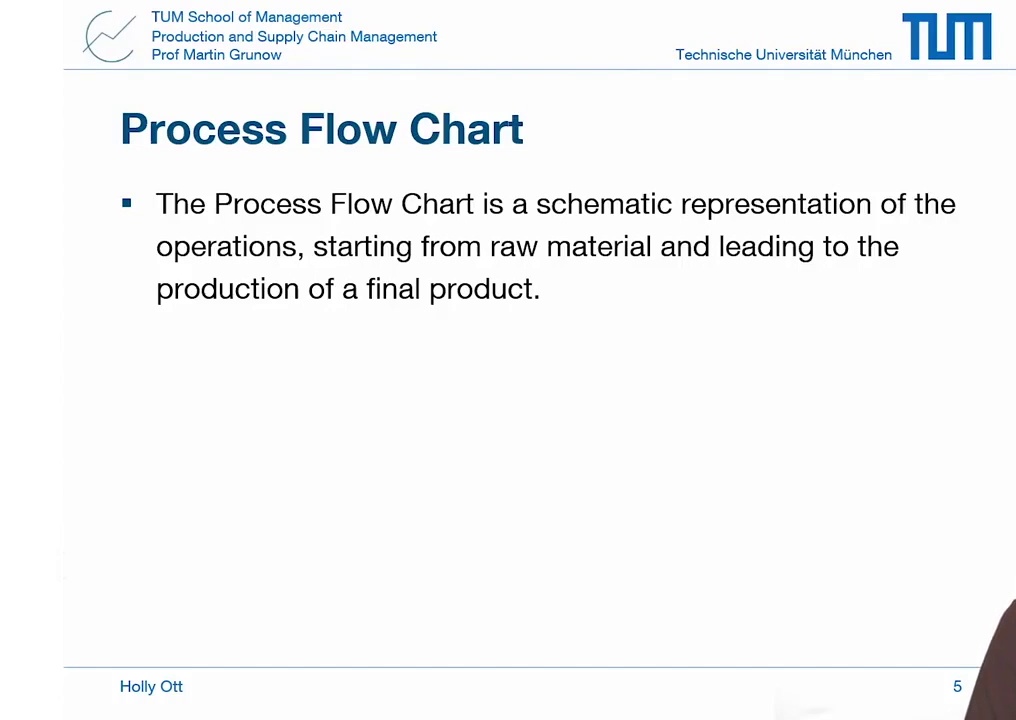 TUM School of Management
Production and Supply Chain Management
Prof Martin Grunow
Technische Universität München
TUM
Process Flow Chart
▪ The Process Flow Chart is a schematic representation of the
operations, starting from raw material and leading to the
production of a final product.
Holly Ott
5